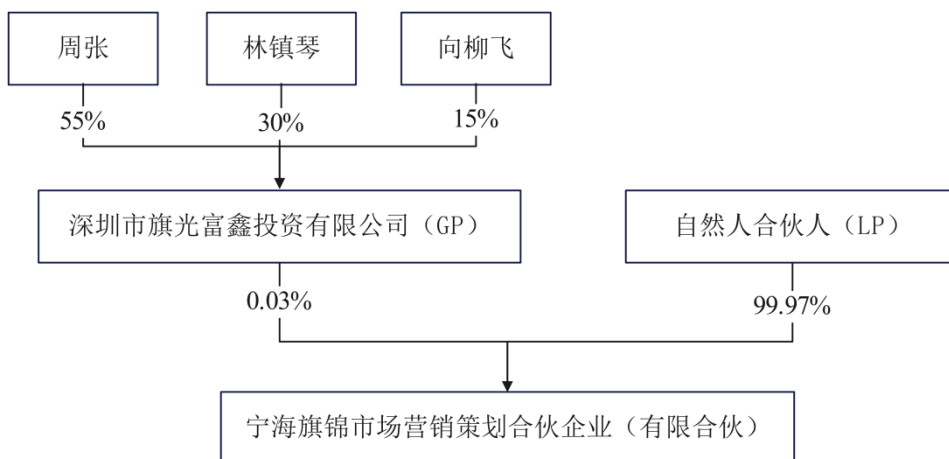 周张
林镇琴
向柳飞
55%
30%
15%
深圳市旗光富鑫投资有限公司（GP）
自然人合伙人（LP）
0.03%
99.97%
宁海旗锦市场营销策划合伙企业（有限合伙）